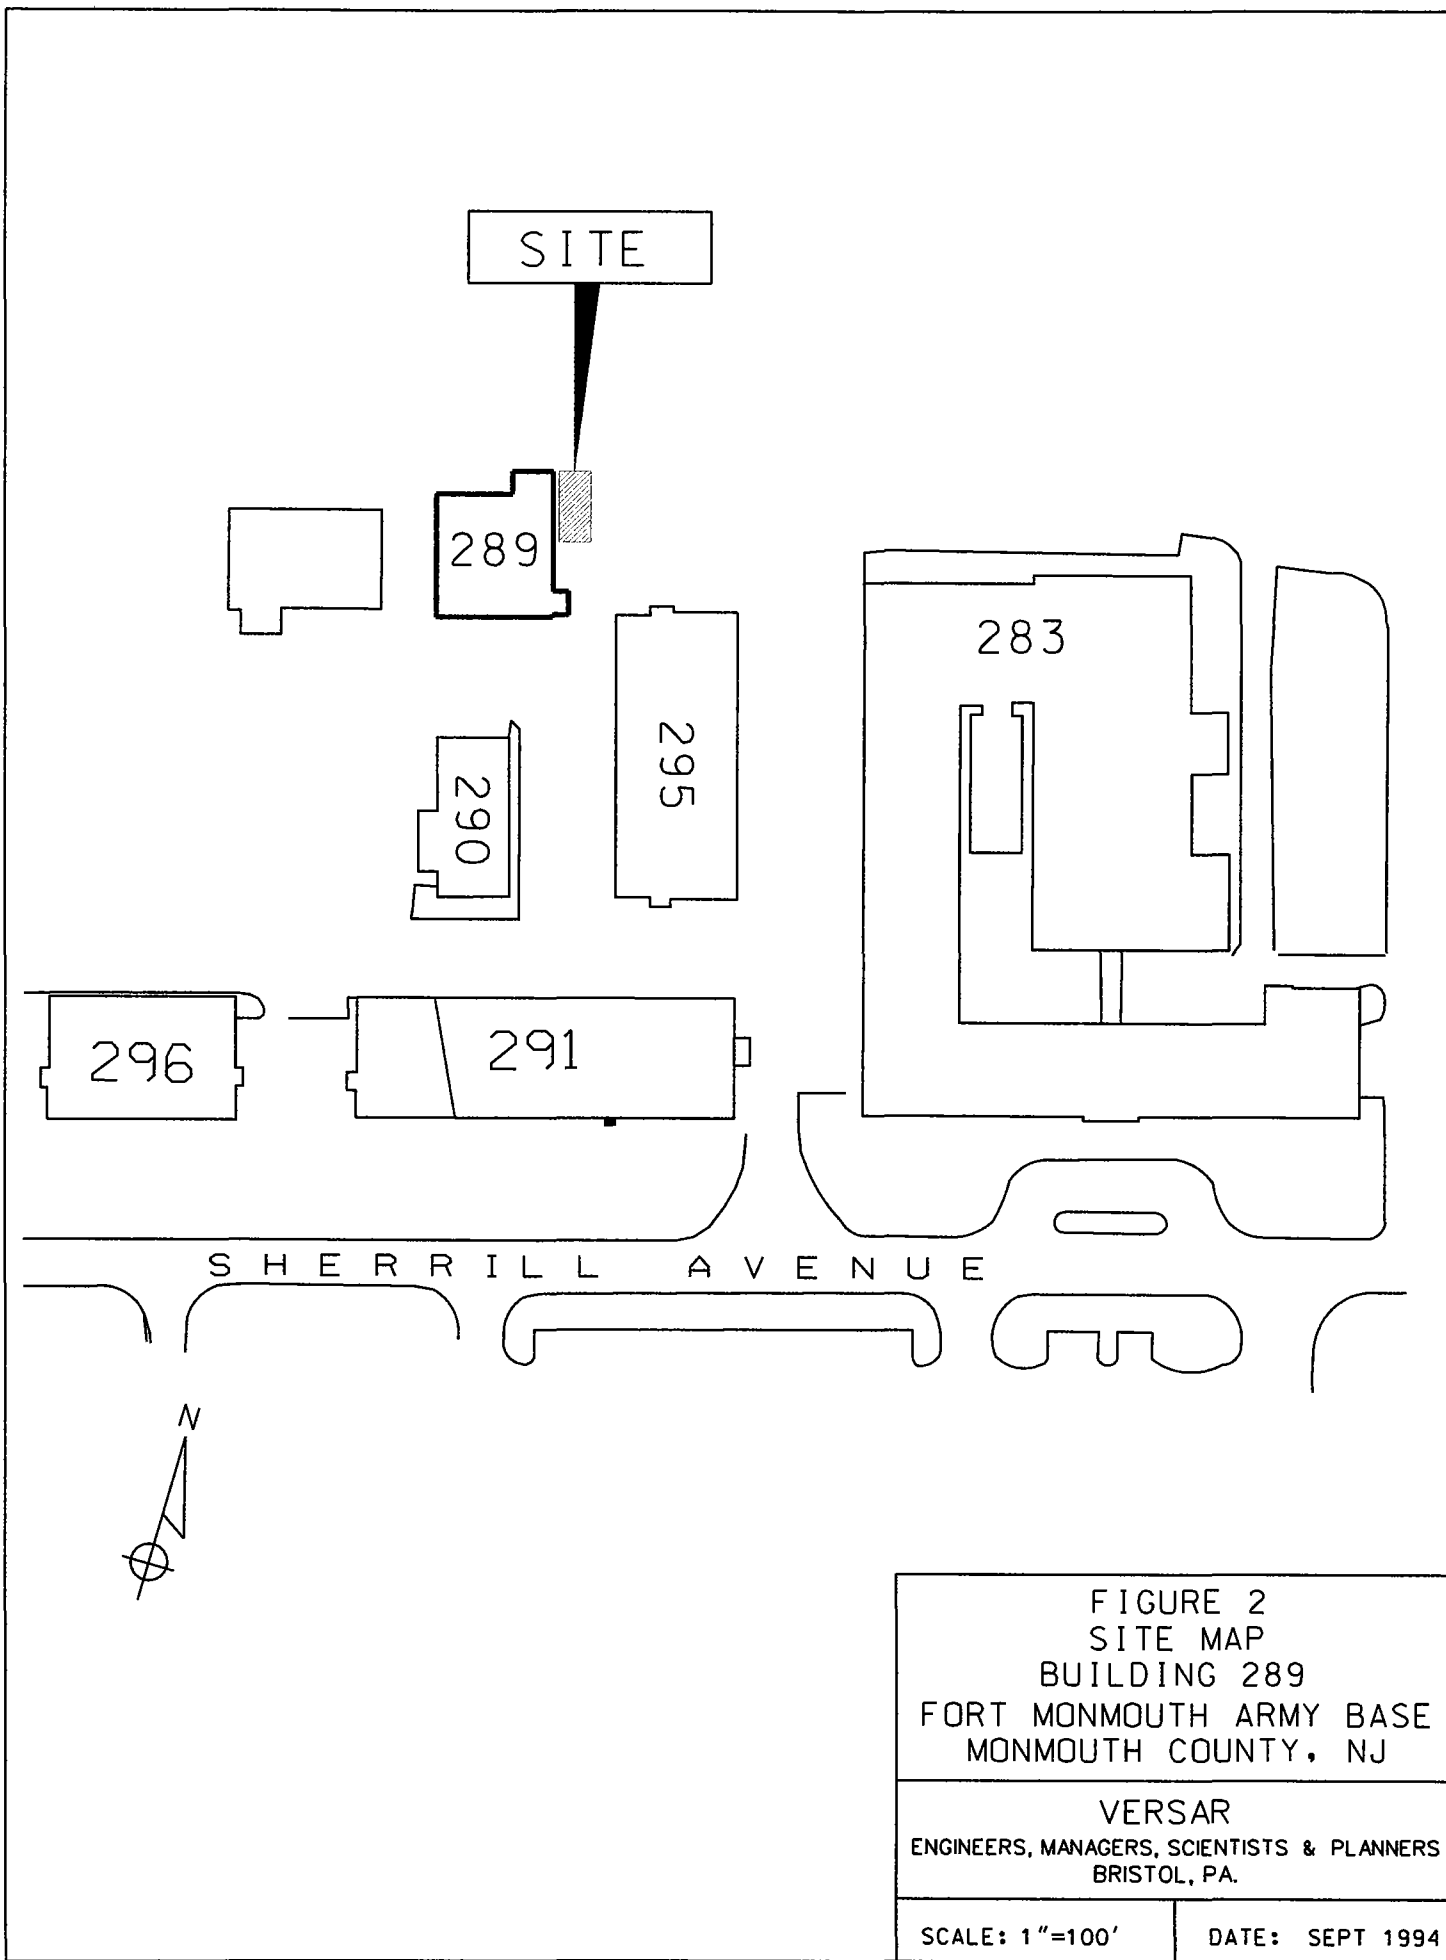 SITE
289
283
295
290
296
291
SHERRILL AVENUE
N
FIGURE 2
SITE MAP
BUILDING 289
FORT MONMOUTH ARMY BASE
MONMOUTH COUNTY, NJ
VERSAR
ENGINEERS, MANAGERS, SCIENTISTS & PLANNERS
BRISTOL, PA.
SCALE: 1"=100'
DATE: SEPT 1994